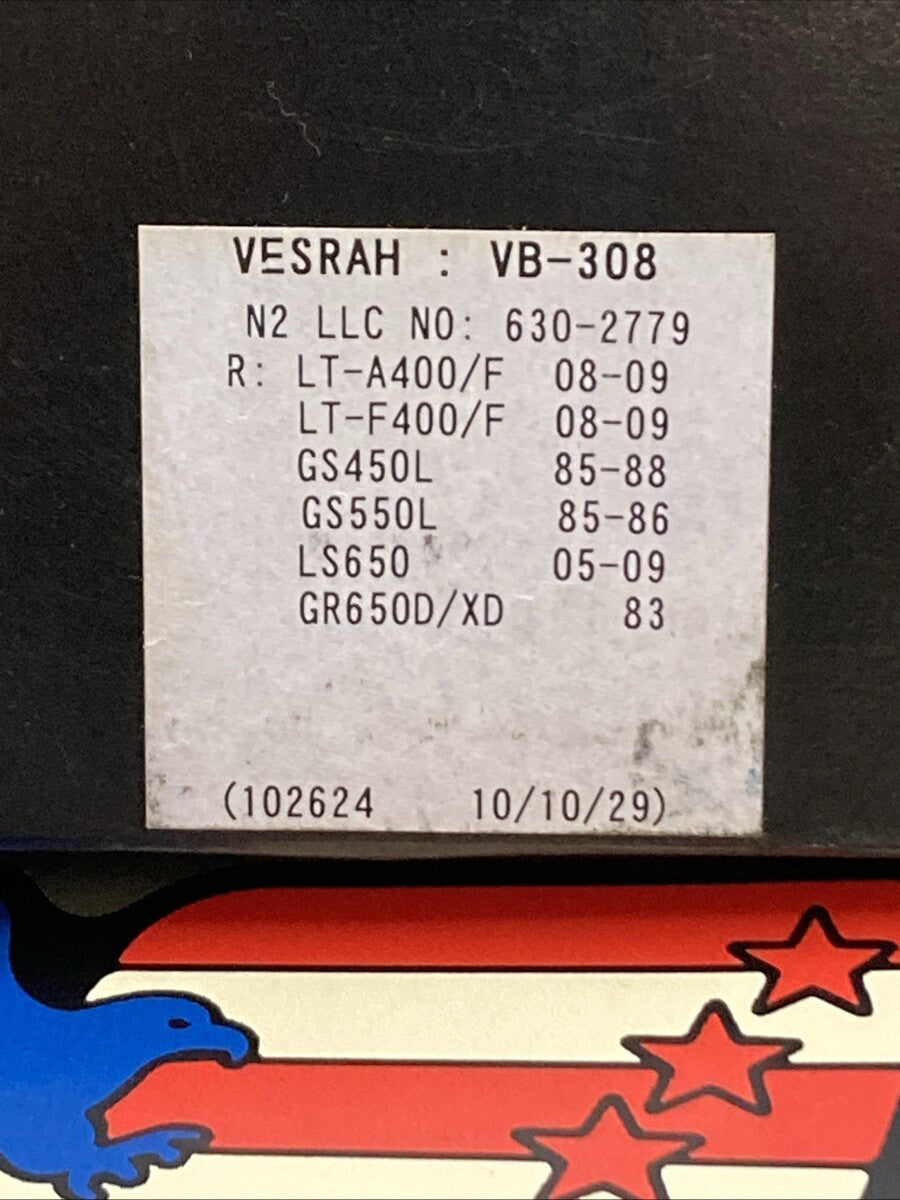 VESRAH : VB-308
N2 LLC NO: 630-2779
R: LT-A400/F 08-09
LT-F400/F 08-09
GS450L 85-88
GS550L 85-86
LS650 05-09
GR650D/XD 83
(102624 10/10/29)